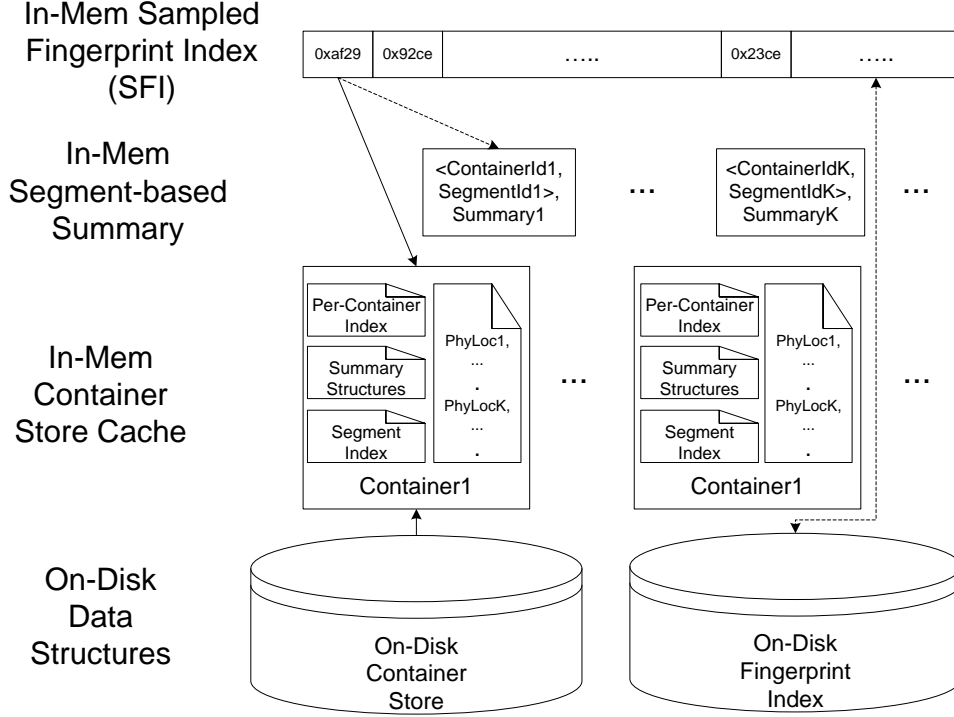 In-Mem Sampled
Fingerprint Index
(SFI)
0xaf29
0x92ce
.....
0x23ce
.....
In-Mem
Segment-based
Summary
<ContainerId1,
SegmentId1>,
Summary1
...
<ContainerIdK,
SegmentIdK>,
SummaryK
...
In-Mem
Container
Store Cache
Per-Container
Index
Summary
Structures
Segment
Index
PhyLoc1,
...
.
PhyLocK,
...
.
Container1
...
Per-Container
Index
Summary
Structures
Segment
Index
PhyLoc1,
...
.
PhyLocK,
...
.
Container1
...
On-Disk
Data
Structures
On-Disk
Container
Store
On-Disk
Fingerprint
Index